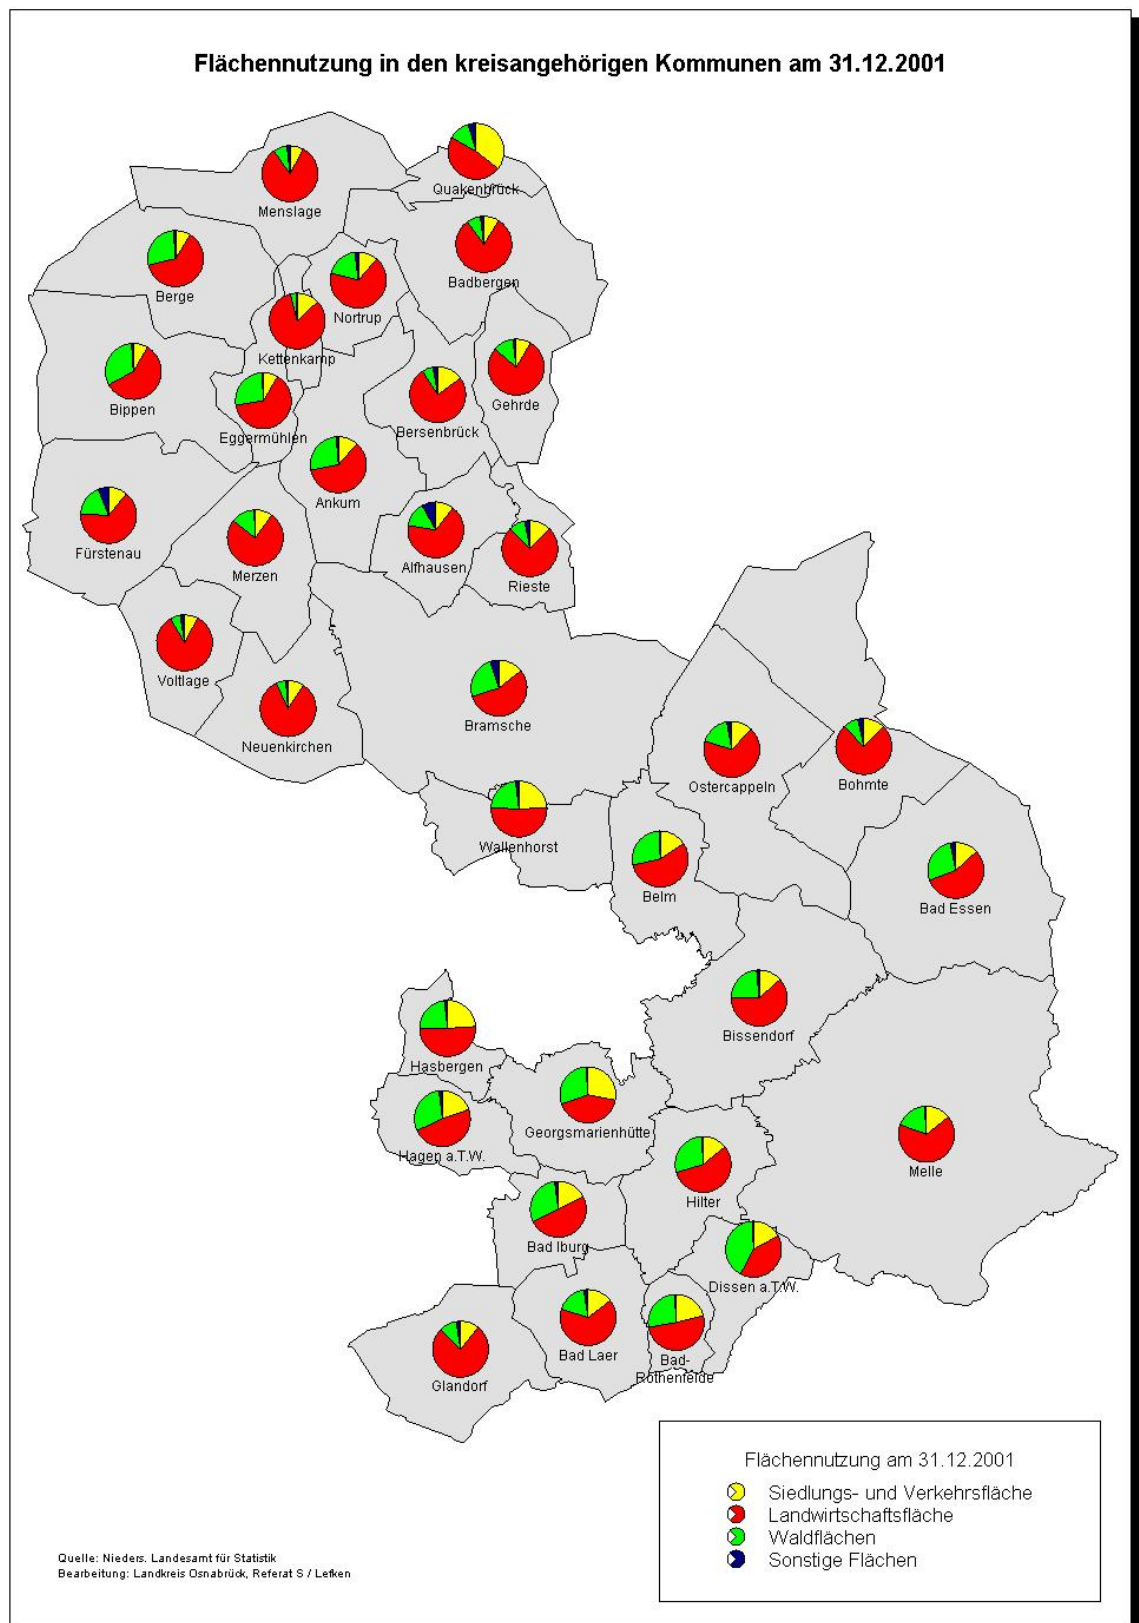 Flächennutzung in den kreisangehörigen Kommunen am 31.12.2001
Quakenbrück
Menslage
Badbergen
Berge
Nortrup
Kettenkamp
Gehrde
Bippen
Bersenbrück
Eggermühlen
Ankum
Fürstenau
Alfhausen
Merzen
Rieste
Voltlage
Bramsche
Neuenkirchen
Ostercappeln
Bohmte
Wallenhorst
Belm
Bad Essen
Bissendorf
Hasbergen
Georgsmarienhütte
Hagen a.T.W.
Melle
Hilter
Bad Iburg
Dissen a.T.W.
Bad Laer
Bad-
Rothenfelde
Glandorf
Flächennutzung am 31.12.2001
Siedlungs- und Verkehrsfläche
Landwirtschaftsfläche
Waldflächen
Sonstige Flächen
Quelle: Nieders. Landesamt für Statistik
Bearbeitung: Landkreis Osnabrück, Referat S / Lefken